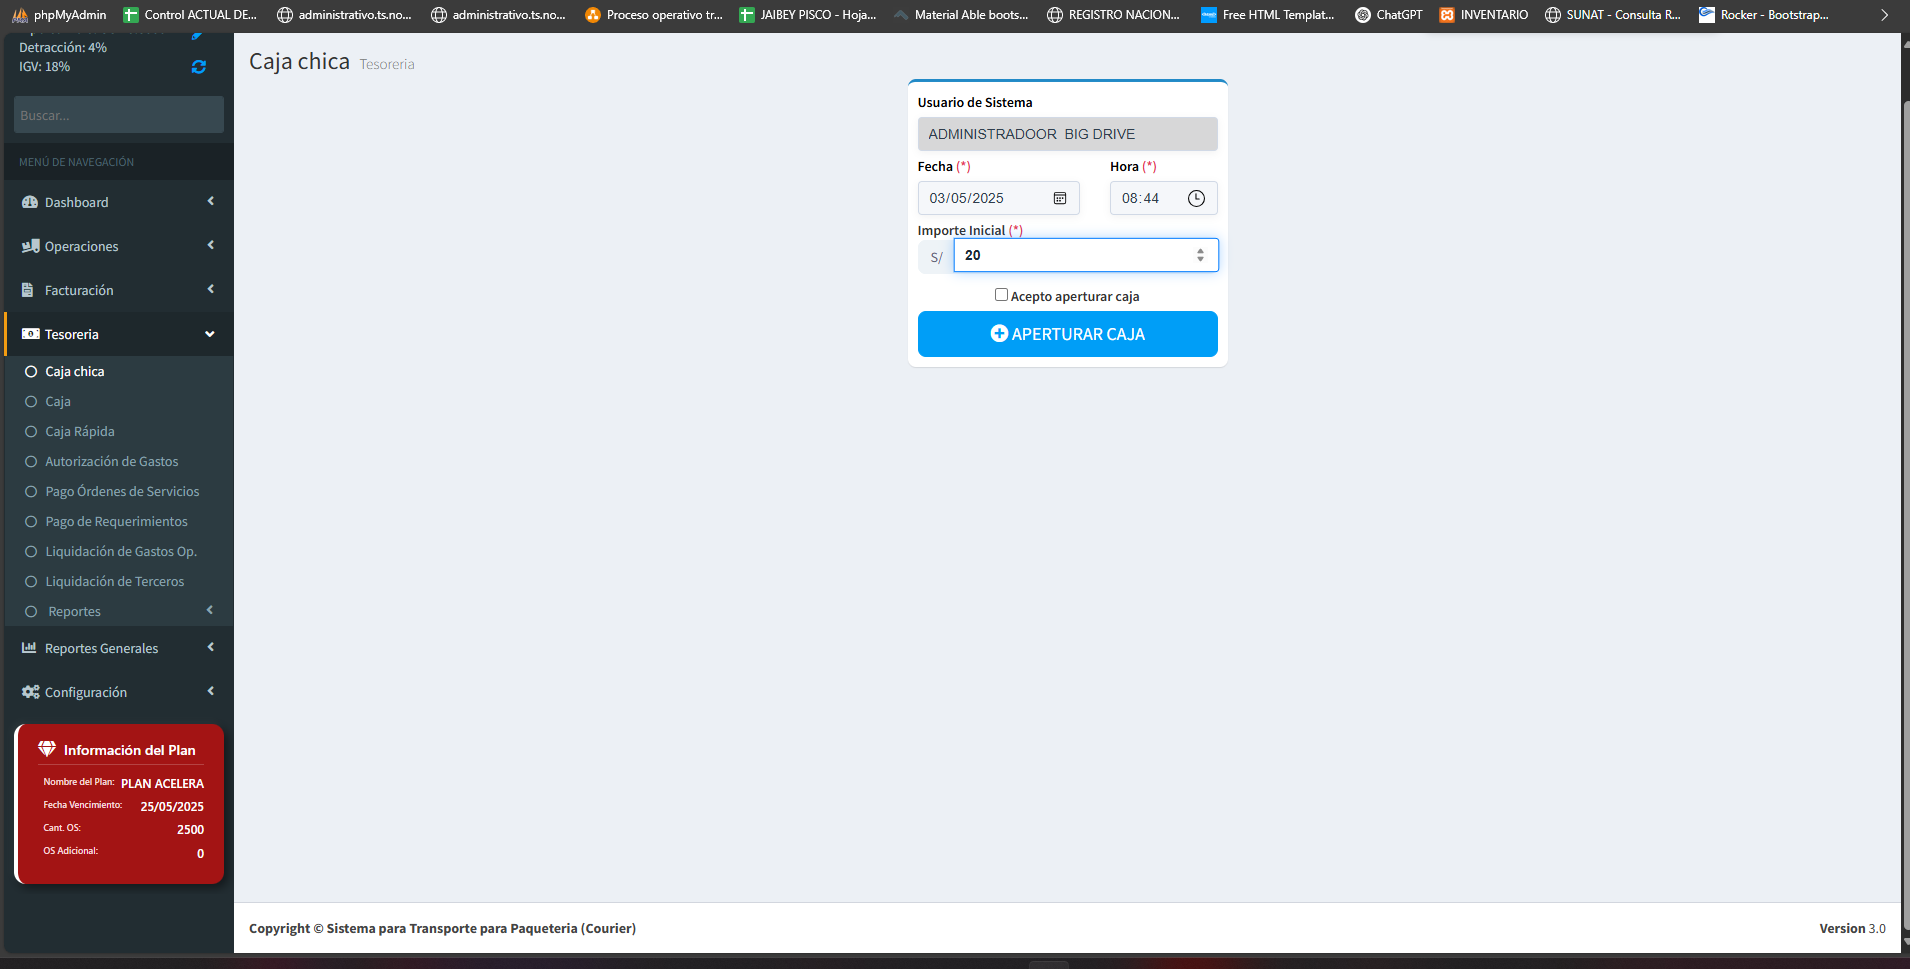 phpMyAdmin
Control ACTUAL DE...
administrativo.ts.no...
administrativo.ts.no...
Proceso operativo tr...
JAIBEY PISCO - Hoja...
Material Able boots...
REGISTRO NACION...
Free HTML Templat...
ChatGPT
INVENTARIO
SUNAT - Consulta R...
Rocker - Bootstrap...
Detracción: 4%
IGV: 18%
Buscar...
MENÚ DE NAVEGACIÓN
Dashboard
Operaciones
Facturación
Tesoreria
Caja chica
Caja
Caja Rápida
Autorización de Gastos
Pago Órdenes de Servicios
Pago de Requerimientos
Liquidación de Gastos Op.
Liquidación de Terceros
Reportes
Reportes Generales
Configuración
Información del Plan
Nombre del Plan: PLAN ACELERA
Fecha Vencimiento: 25/05/2025
Cant. OS: 2500
OS Adicional: 0
Caja chica Tesoreria
Usuario de Sistema
ADMINISTRADOOR BIG DRIVE
Fecha (*) Hora (*)
03/05/2025 08:44
Importe Inicial (*)
S/ 20
Acepto aperturar caja
APERTURAR CAJA
Copyright © Sistema para Transporte para Paqueteria (Courier)
Version 3.0